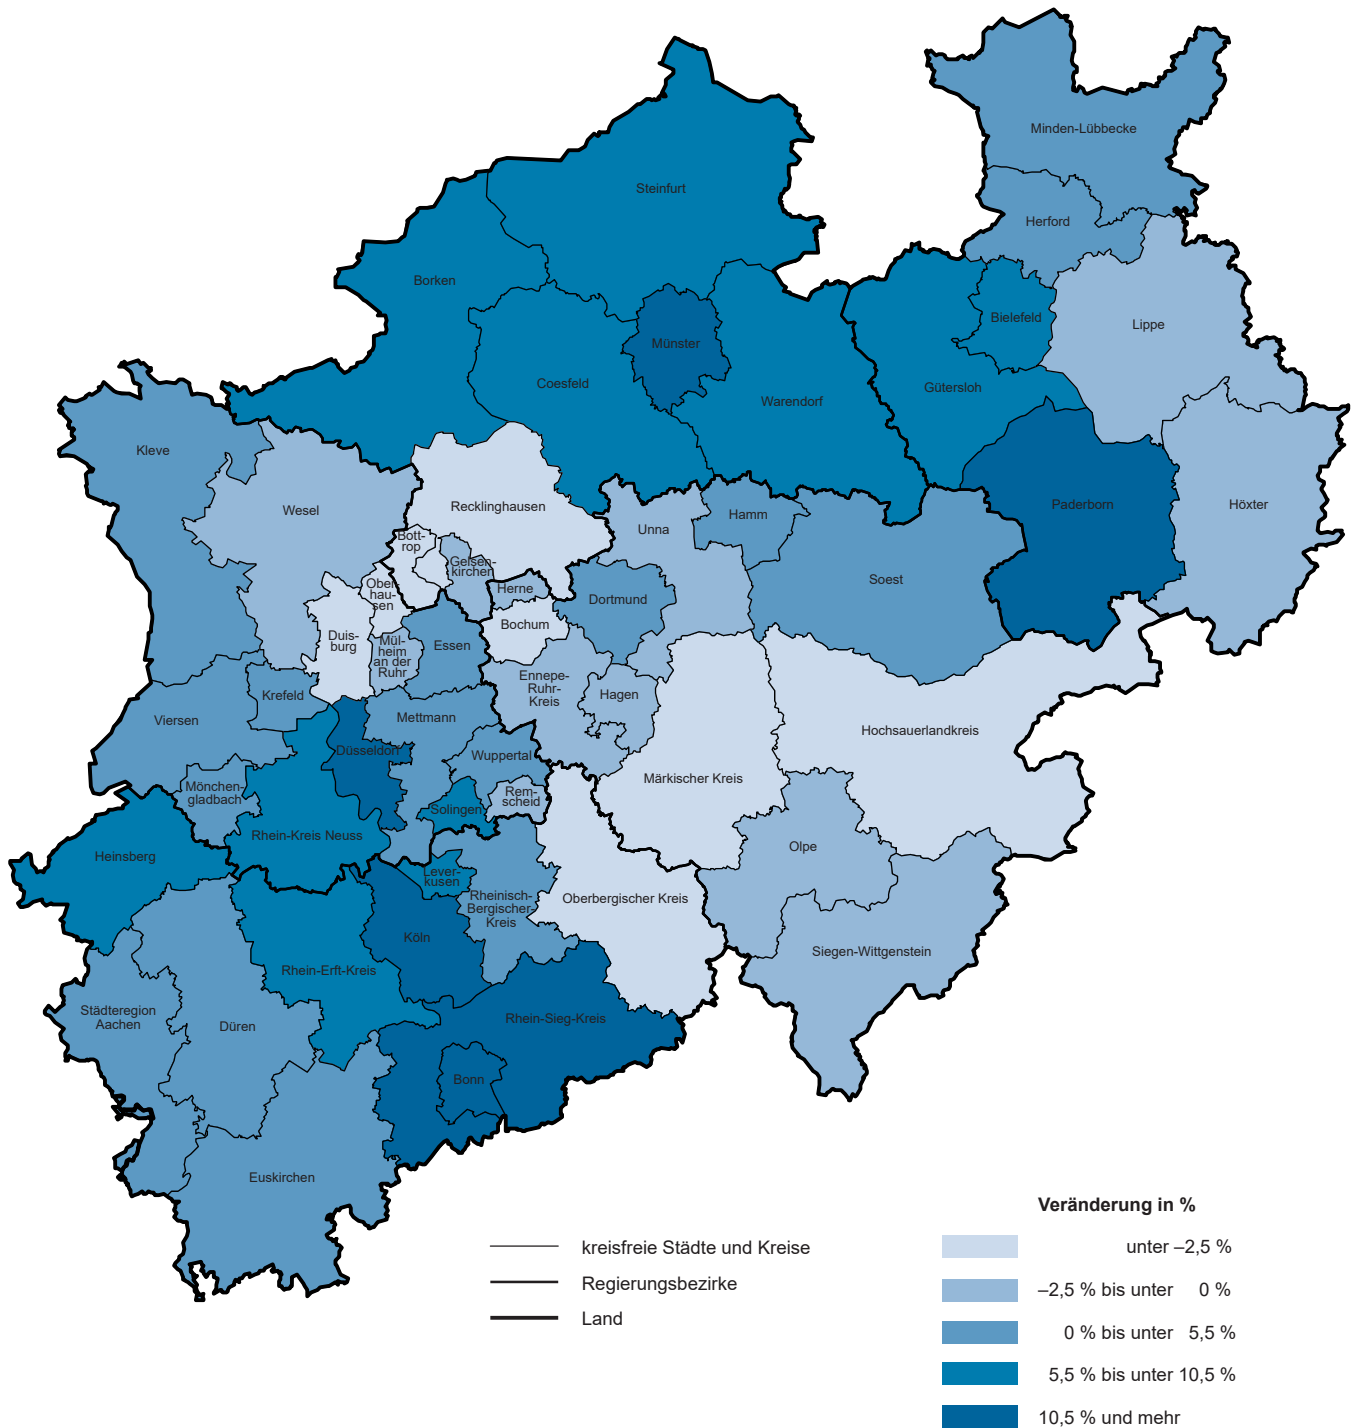 Minden-Lübbecke
Steinfurt
Herford
Borken
Bielefeld
Lippe
Münster
Coesfeld
Gütersloh
Warendorf
Kleve
Wesel
Recklinghausen
Paderborn
Höxter
Hamm
Unna
Bott-
rop
Gelsen-
kirchen
Soest
Ober-
hau-
sen
Herne
Dortmund
Bochum
Duis-
burg
Mül-
heim
an der
Ruhr
Essen
Ennepe-
Ruhr-
Kreis
Hagen
Krefeld
Viersen
Mettmann
Hochsauerlandkreis
Düsseldorf
Wuppertal
Märkischer Kreis
Mönchen-
gladbach
Rem-
scheid
Solingen
Rhein-Kreis Neuss
Olpe
Heinsberg
Lever-
kusen
Rheinisch-
Bergischer-
Kreis
Oberbergischer Kreis
Köln
Siegen-Wittgenstein
Rhein-Erft-Kreis
Städteregion
Aachen
Düren
Rhein-Sieg-Kreis
Bonn
Euskirchen
kreisfreie Städte und Kreise
Regierungsbezirke
Land
Veränderung in %
unter –2,5 %
–2,5 % bis unter 0 %
0 % bis unter 5,5 %
5,5 % bis unter 10,5 %
10,5 % und mehr